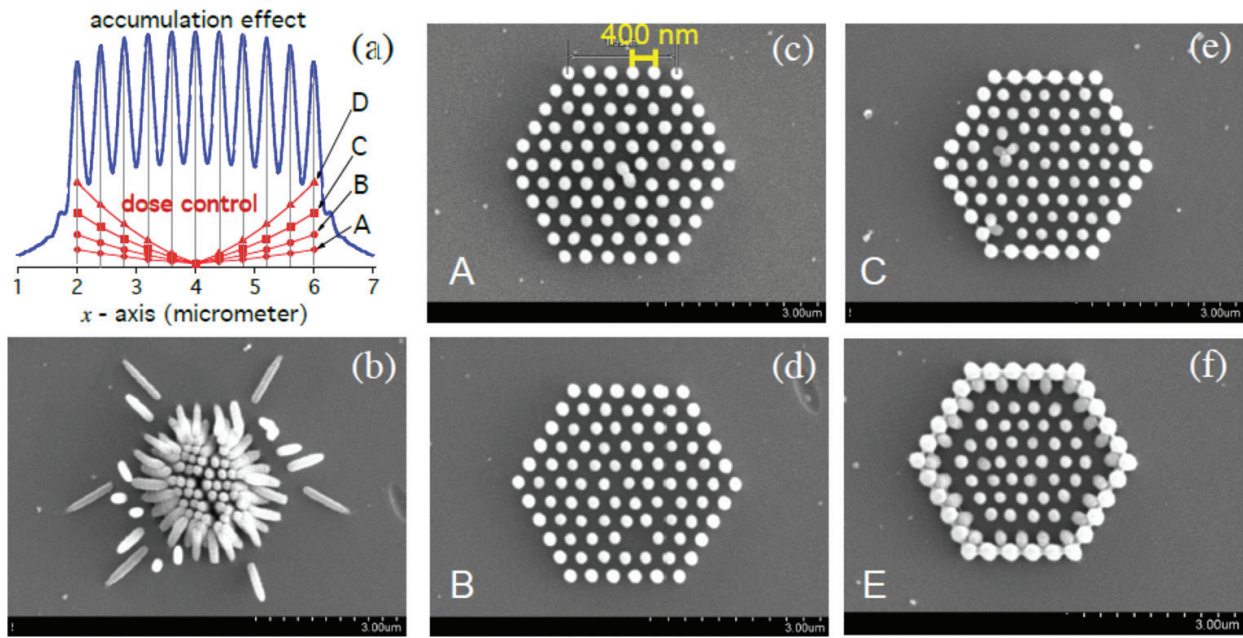 accumulation effect
(a)
D
C
B
A
dose control
1 2 3 4 5 6 7
x - axis (micrometer)
(b)
3.00um
400 nm
(c)
A
3.00um
(d)
B
3.00um
(e)
C
3.00um
(f)
E
3.00um